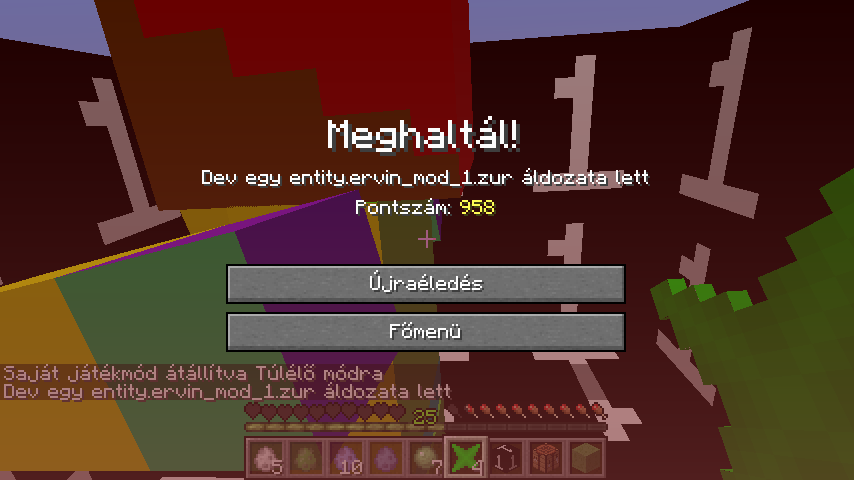 Meghaltál!
Dev egy entity.ervin_mod_1.zur áldozata lett
Pontszám: 958
Újraéledés
Főmenü
Saját játékmód átállítva Túlélő módra
Dev egy entity.ervin_mod_1.zur áldozata lett
25
5 10 7 4